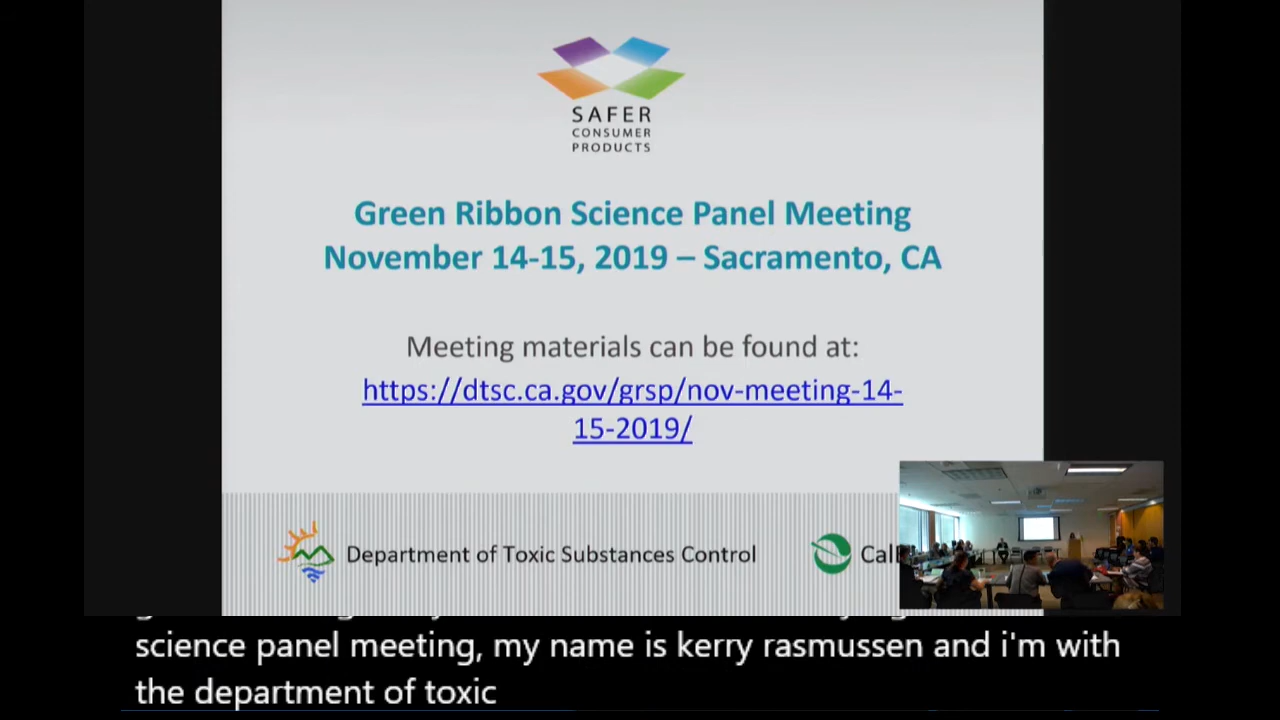 SAFER
CONSUMER
PRODUCTS
Green Ribbon Science Panel Meeting
November 14-15, 2019 – Sacramento, CA
Meeting materials can be found at:
https://dtsc.ca.gov/grsp/nov-meeting-14-
15-2019/
Department of Toxic Substances Control
Cal
science panel meeting, my name is kerry rasmussen and i'm with
the department of toxic